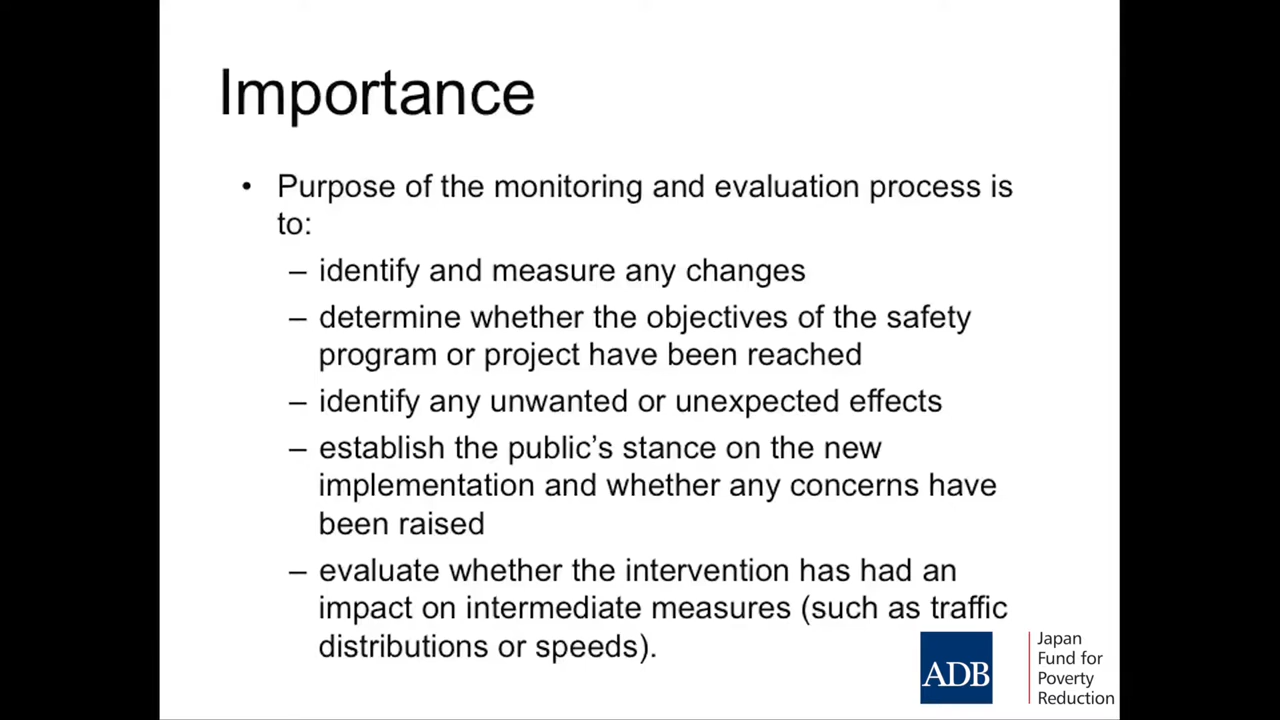 Importance
• Purpose of the monitoring and evaluation process is
to:
– identify and measure any changes
– determine whether the objectives of the safety
program or project have been reached
– identify any unwanted or unexpected effects
– establish the public’s stance on the new
implementation and whether any concerns have
been raised
– evaluate whether the intervention has had an
impact on intermediate measures (such as traffic
distributions or speeds).
ADB
Japan
Fund for
Poverty
Reduction